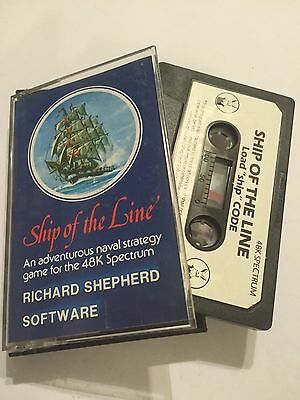 Ship of the Line
An adventurous naval strategy
game for the 48K Spectrum
RICHARD SHEPHERD
SOFTWARE
SHIP OF THE LINE
Load "ship" CODE
48K SPECTRUM